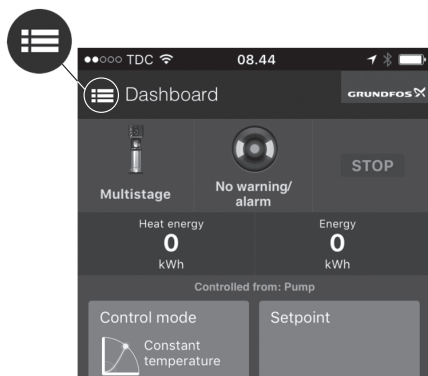 TDC 08.44
Dashboard GRUNDFOS
Multistage
No warning/
alarm
STOP
Heat energy
0
kWh
Energy
0
kWh
Controlled from: Pump
Control mode
Constant
temperature
Setpoint